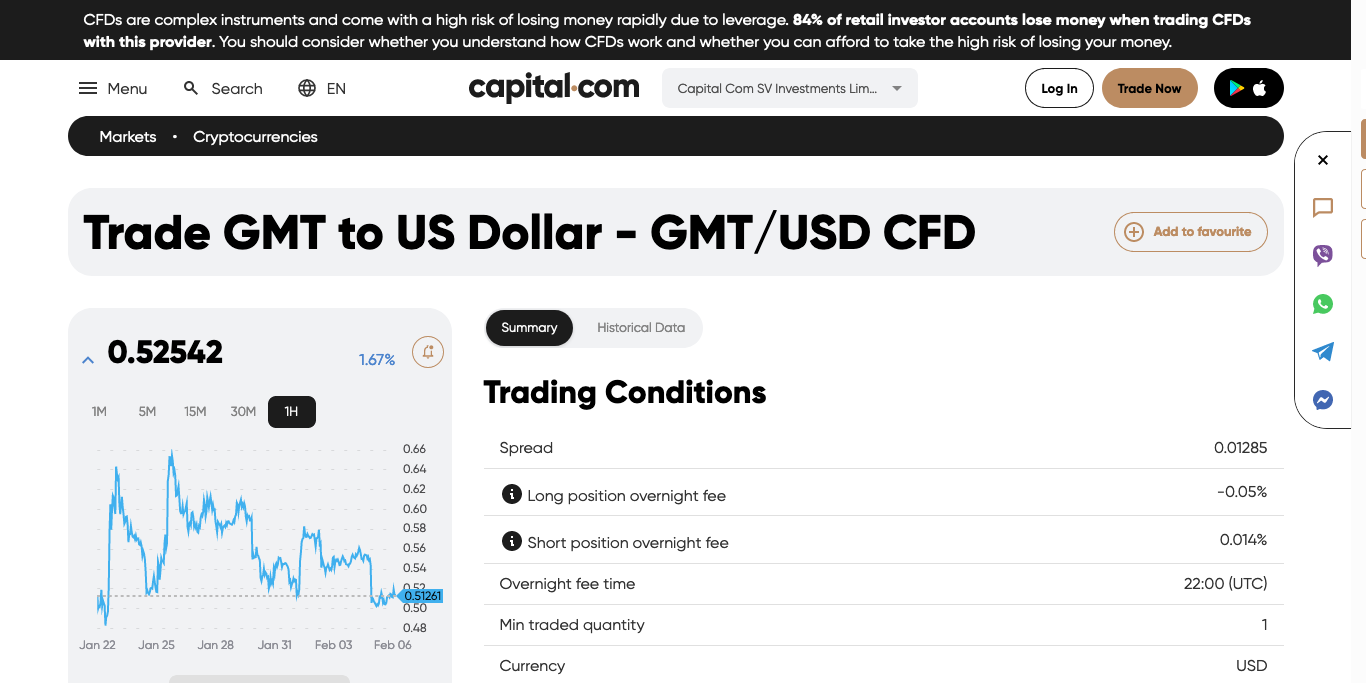 CFDs are complex instruments and come with a high risk of losing money rapidly due to leverage. 84% of retail investor accounts lose money when trading CFDs
with this provider. You should consider whether you understand how CFDs work and whether you can afford to take the high risk of losing your money.
Menu Search EN capital.com Capital Com SV Investments Lim... Log In Trade Now
Markets • Cryptocurrencies
Trade GMT to US Dollar - GMT/USD CFD Add to favourite
0.52542 1.67%
1M 5M 15M 30M 1H
0.66
0.64
0.62
0.60
0.58
0.56
0.54
0.52
0.51261
0.50
0.48
Jan 22 Jan 25 Jan 28 Jan 31 Feb 03 Feb 06
Summary Historical Data
Trading Conditions
Spread 0.01285
Long position overnight fee -0.05%
Short position overnight fee 0.014%
Overnight fee time 22:00 (UTC)
Min traded quantity 1
Currency USD